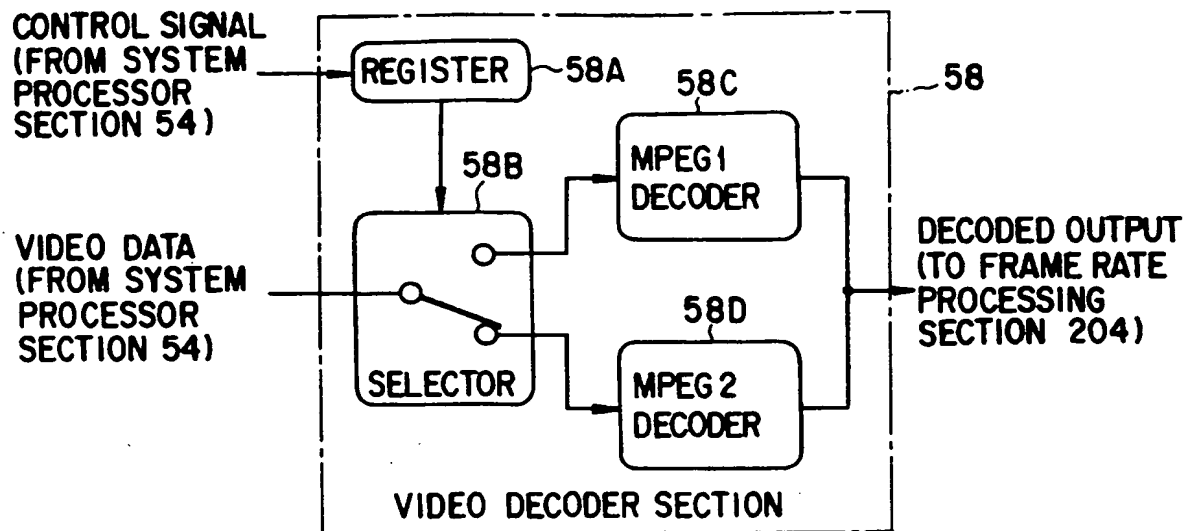 CONTROL SIGNAL
(FROM SYSTEM
PROCESSOR
SECTION 54)
REGISTER
58A
58
58B
58C
MPEG1
DECODER
VIDEO DATA
(FROM SYSTEM
PROCESSOR
SECTION 54)
SELECTOR
58D
MPEG2
DECODER
DECODED OUTPUT
(TO FRAME RATE
PROCESSING
SECTION 204)
VIDEO DECODER SECTION